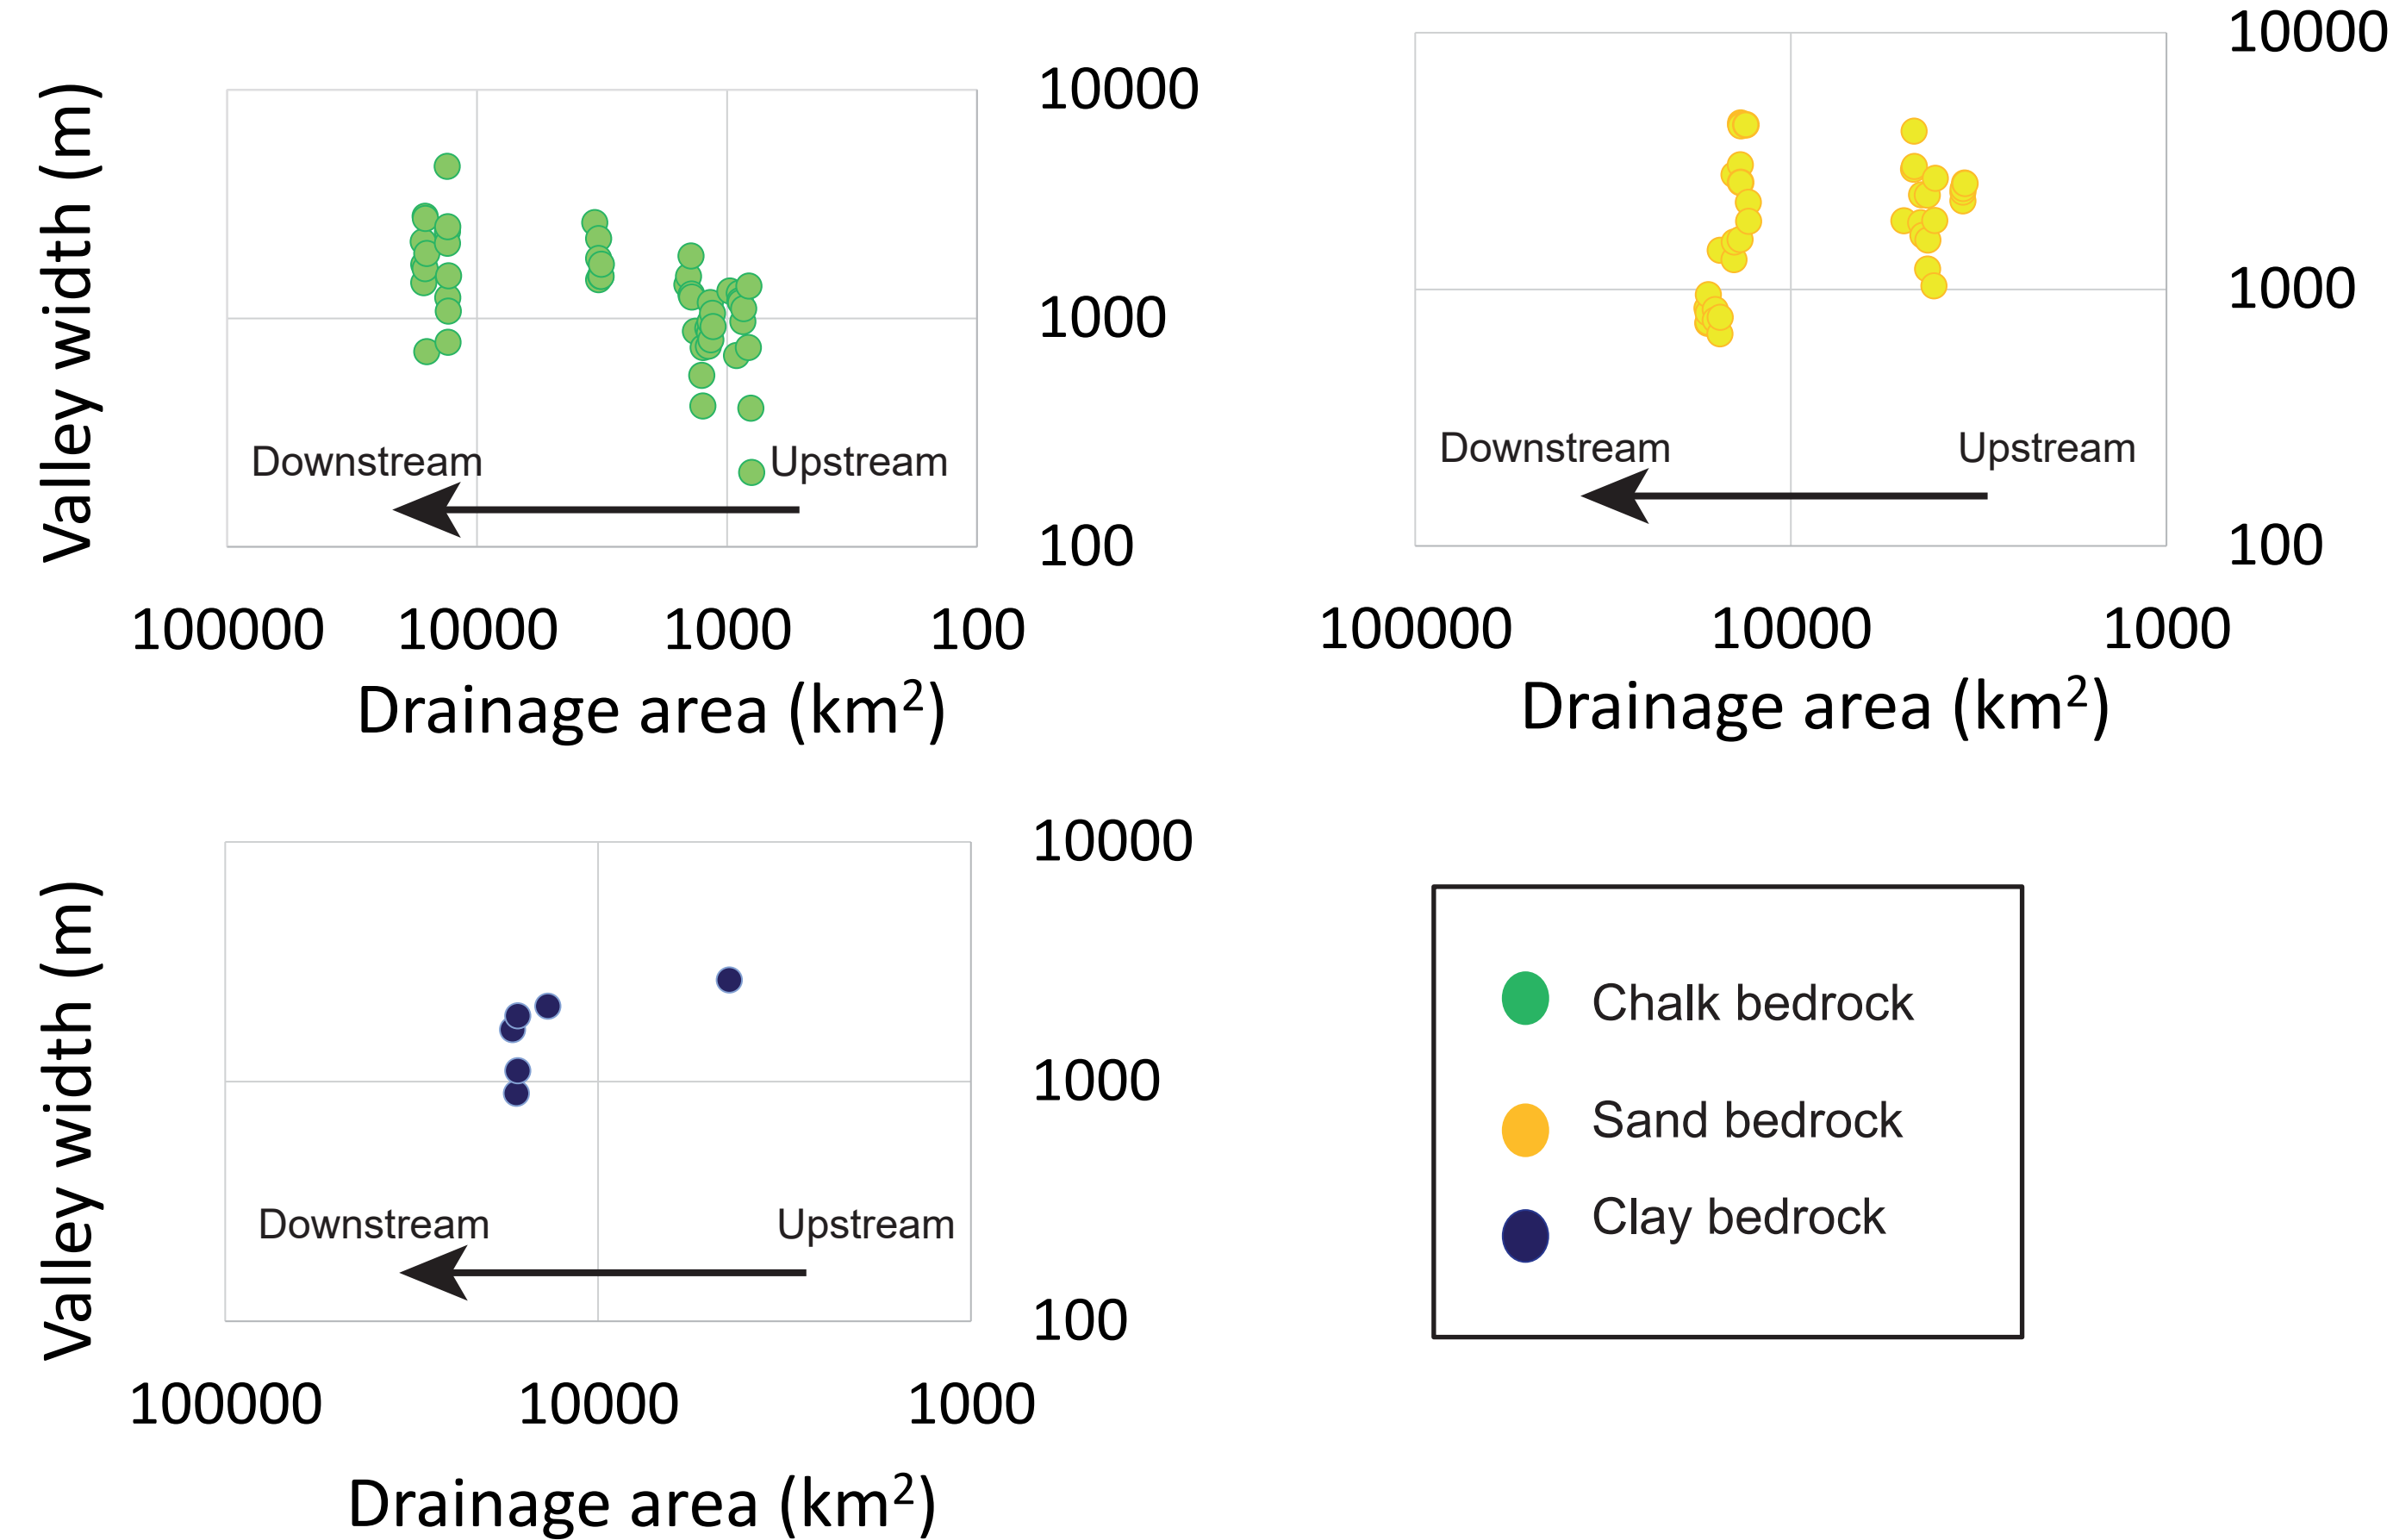 Valley width (m)
10000
1000
100
Downstream
Upstream
100000 10000 1000 100
Drainage area (km²)
10000
1000
100
Downstream
Upstream
100000 10000 1000
Drainage area (km²)
Valley width (m)
10000
1000
100
Downstream
Upstream
100000 10000 1000
Drainage area (km²)
Chalk bedrock
Sand bedrock
Clay bedrock